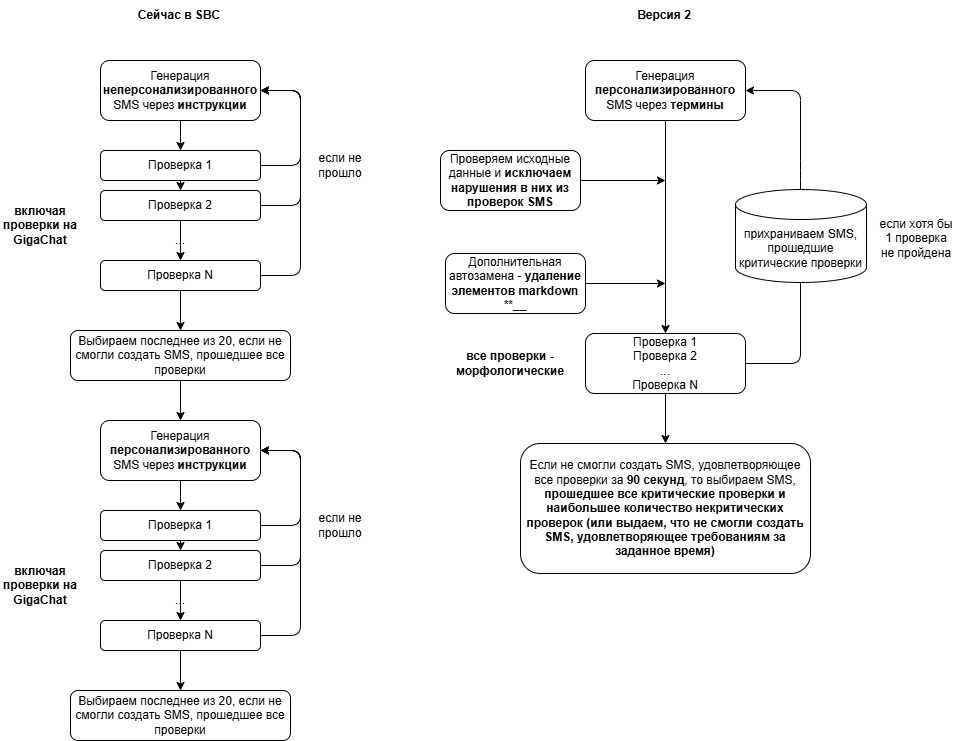 Сейчас в SBC
Генерация
неперсонализированного
SMS через инструкции
Проверка 1
Проверка 2
...
Проверка N
если не
прошло
включая
проверки на
GigaChat
Выбираем последнее из 20, если не
смогли создать SMS, прошедшее все
проверки
Генерация
персонализированного
SMS через инструкции
Проверка 1
Проверка 2
...
Проверка N
если не
прошло
включая
проверки на
GigaChat
Выбираем последнее из 20, если не
смогли создать SMS, прошедшее все
проверки
Версия 2
Генерация
персонализированного
SMS через термины
Проверяем исходные
данные и исключаем
нарушения в них из
проверок SMS
Дополнительная
автозамена - удаление
элементов markdown
**__
прихраниваем SMS,
прошедшие
критические проверки
если хотя бы
1 проверка
не пройдена
все проверки -
морфологические
Проверка 1
Проверка 2
...
Проверка N
Если не смогли создать SMS, удовлетворяющее
все проверки за 90 секунд, то выбираем SMS,
прошедшее все критические проверки и
наибольшее количество некритических
проверок (или выдаем, что не смогли создать
SMS, удовлетворяющее требованиям за
заданное время)